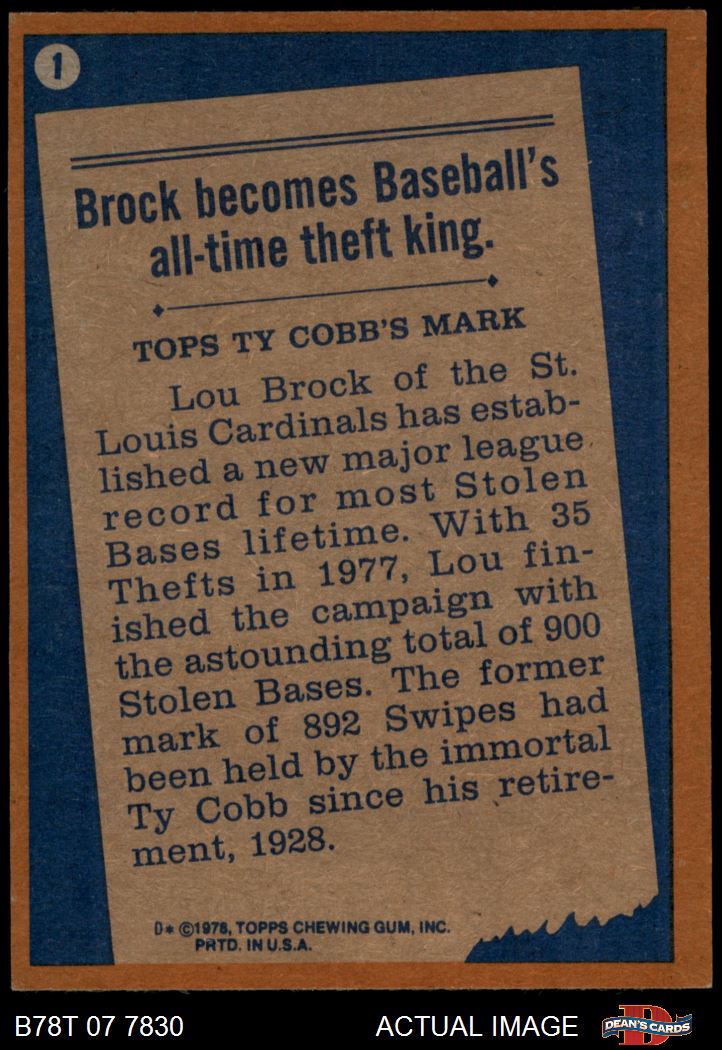 1
Brock becomes Baseball's
all-time theft king.
TOPS TY COBB'S MARK
Lou Brock of the St.
Louis Cardinals has estab-
lished a new major league
record for most Stolen
Bases lifetime. With 35
Thefts in 1977, Lou fin-
ished the campaign with
the astounding total of 900
Stolen Bases. The former
mark of 892 Swipes had
been held by the immortal
Ty Cobb since his retire-
ment, 1928.
D* ©1978, TOPPS CHEWING GUM, INC.
PRTD. IN U.S.A.
B78T 07 7830 ACTUAL IMAGE D DEAN'S CARDS